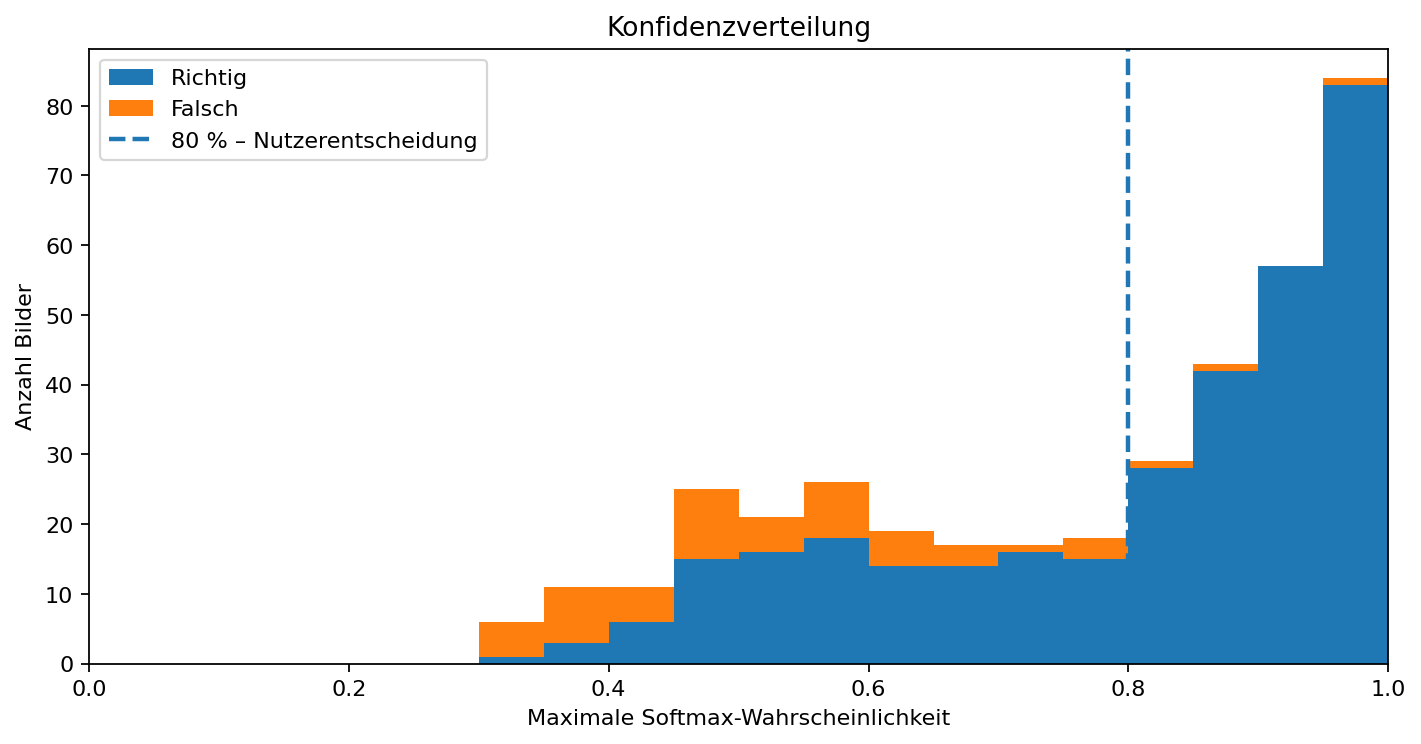 Konfidenzverteilung
Richtig
Falsch
80 % – Nutzerentscheidung
Anzahl Bilder
80
70
60
50
40
30
20
10
0
0.0 0.2 0.4 0.6 0.8 1.0
Maximale Softmax-Wahrscheinlichkeit